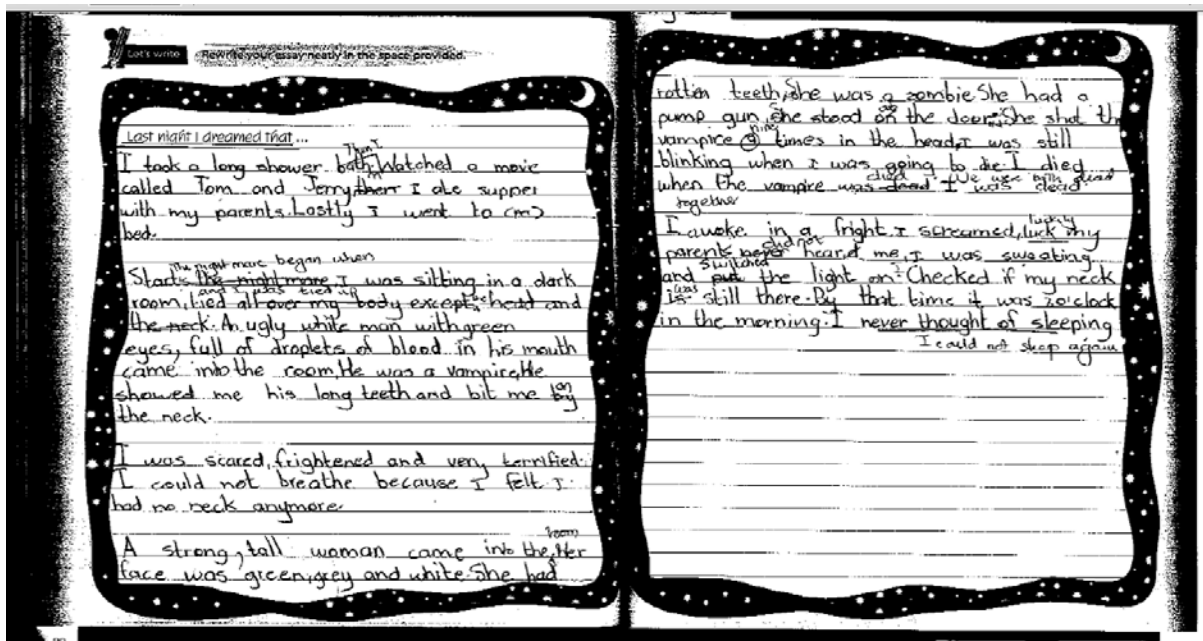 Let's write
Rewrite your essay neatly in the space provided.
Last night I dreamed that...
Then I
I took a long shower bath. Watched a movie
called Tom and Jerry, then I ate supper
with my parents. Lastly I went to (m)
bed.
The night mare began when
Starts the nightmare, I was sitting in a dark
and was tied up
room, tied all over my body except head and
the neck. An ugly white man with green
eyes, full of droplets of blood in his mouth
came into the room, He was a vampire, He
on
showed me his long teeth and bit me by
the neck.
I was scared, frightened and very terrified.
I could not breathe because I felt I
had no neck anymore.
room
A strong, tall woman came into the, Her
face was green, grey and white. She had
rotten teeth, She was a zombie. She had a
pump gun, She stood on the door, She shot th
nine
vampire 9 times in the head, I was still
blinking when I was going to die. I died
died We were both dead
when the vampire was dead I was dead.
together
I awoke in a fright. I screamed, luck my
luckily
did not
parents never heard me, I was sweating
switched
and put the light on. I Checked if my neck
was
is still there. By that time it was 2o'clock
in the morning. I never thought of sleeping
I could not sleep again